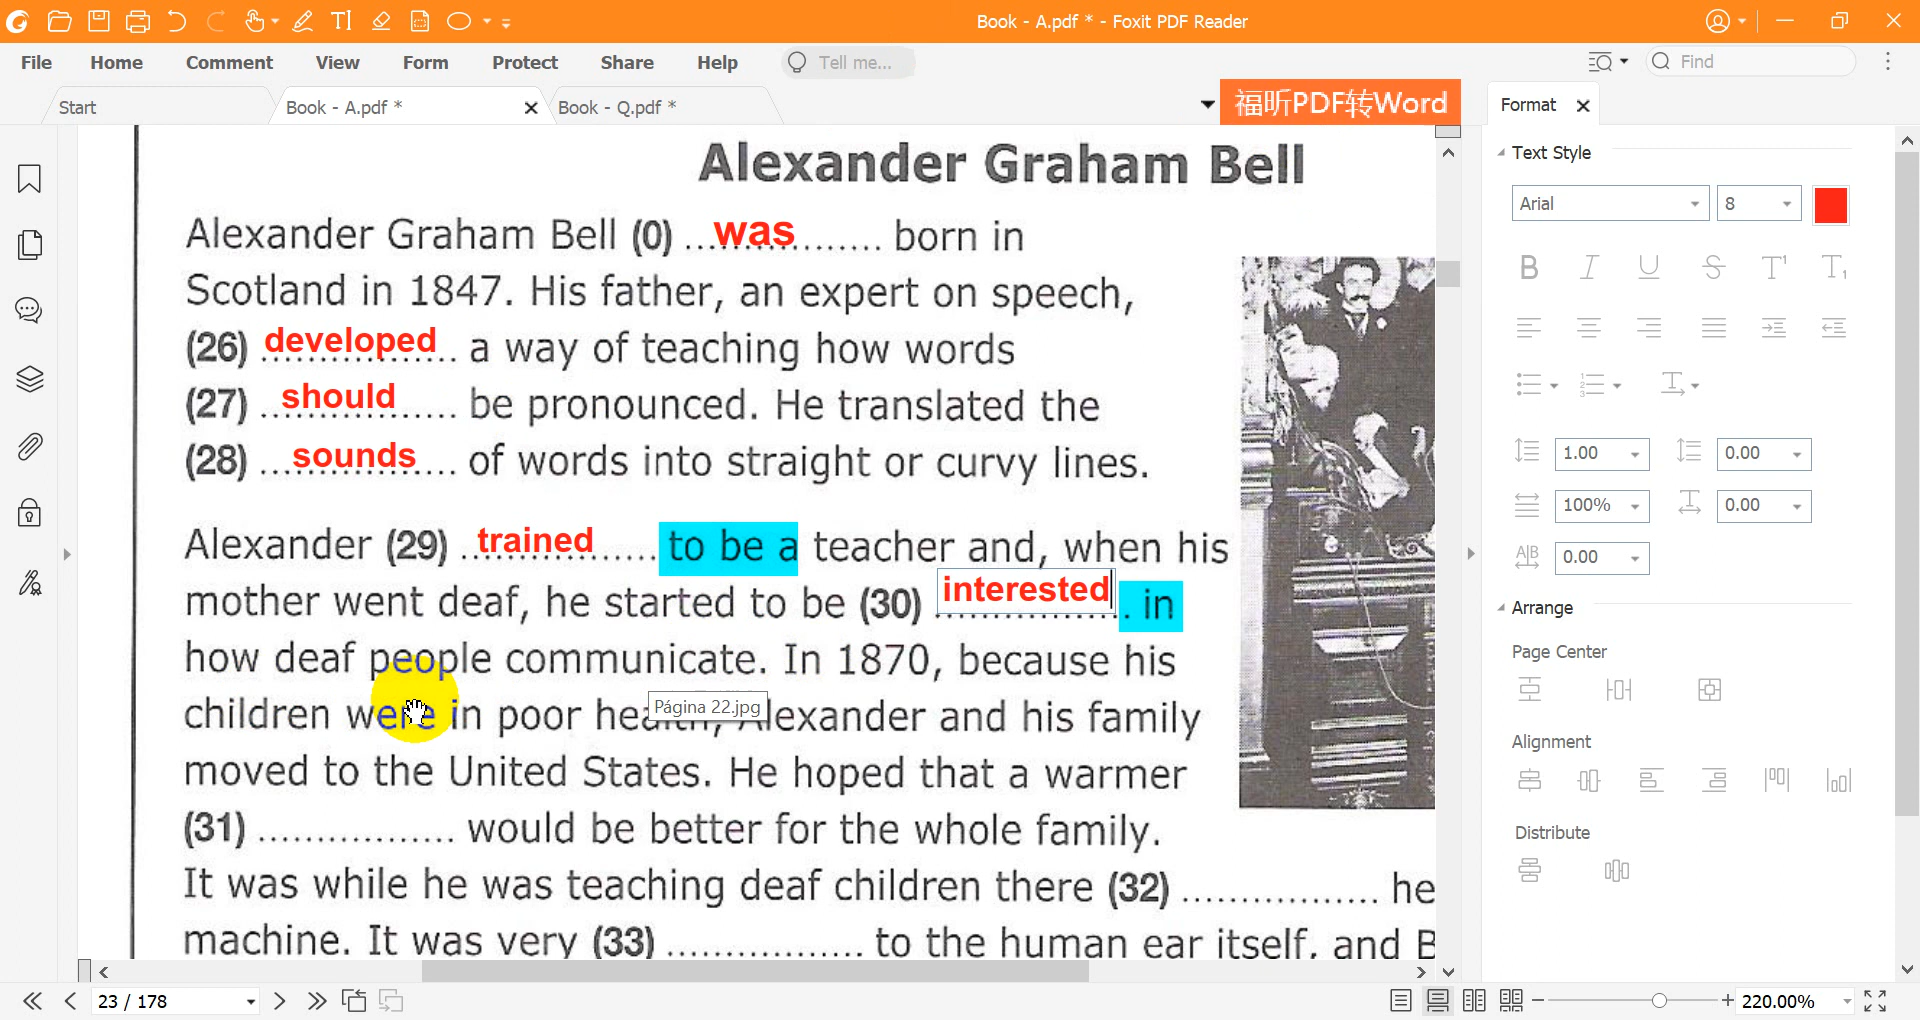 Book - A.pdf * - Foxit PDF Reader
File Home Comment View Form Protect Share Help Tell me... Find
Start Book - A.pdf * Book - Q.pdf * 福昕PDF转Word Format
Alexander Graham Bell
Alexander Graham Bell (0) ...was............ born in
Scotland in 1847. His father, an expert on speech,
(26) developed a way of teaching how words
(27) should be pronounced. He translated the
(28) sounds of words into straight or curvy lines.
Alexander (29) trained to be a teacher and, when his
mother went deaf, he started to be (30) interested in
how deaf people communicate. In 1870, because his
children were in poor health, Alexander and his family
Página 22.jpg
moved to the United States. He hoped that a warmer
(31) ................. would be better for the whole family.
It was while he was teaching deaf children there (32) ................. he
machine. It was very (33) ................. to the human ear itself, and B
Text Style
Arial 8
1.00 0.00
100% 0.00
0.00
Arrange
Page Center
Alignment
Distribute
23 / 178 220.00%